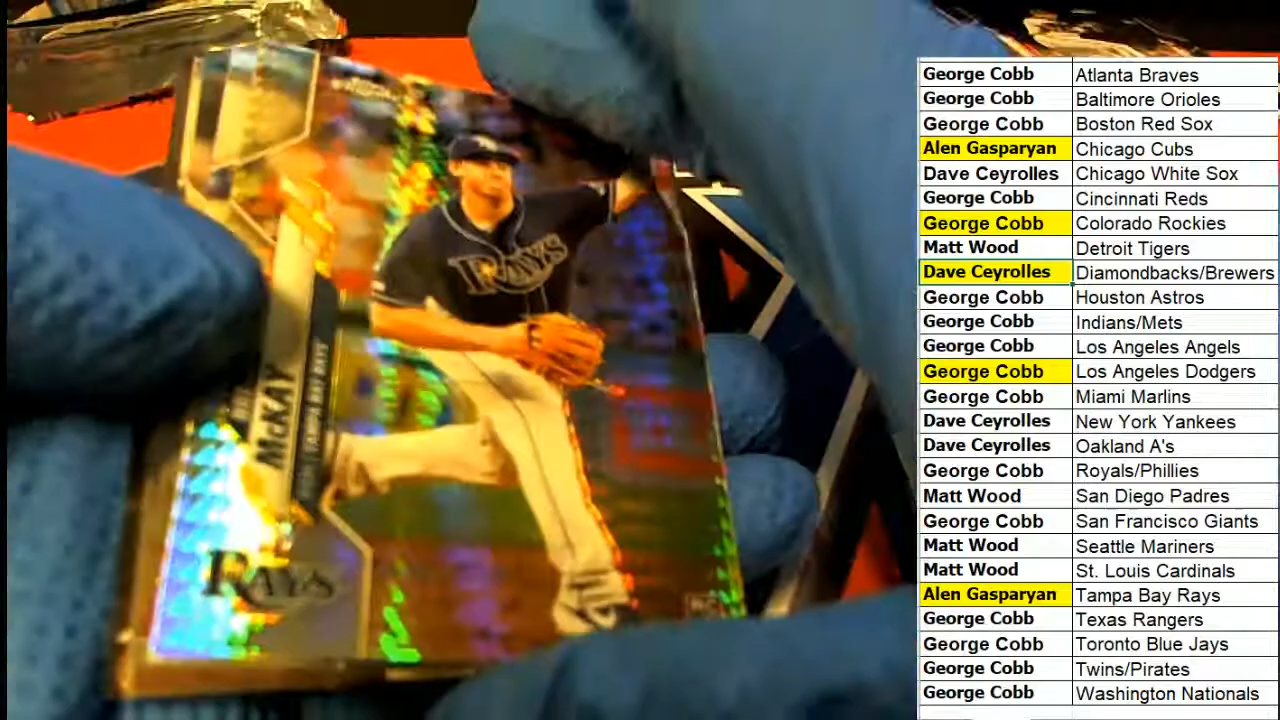 RAYS
McKAY
TAMPA BAY RAYS
RAYS
RC
George Cobb Atlanta Braves
George Cobb Baltimore Orioles
George Cobb Boston Red Sox
Alen Gasparyan Chicago Cubs
Dave Ceyrolles Chicago White Sox
George Cobb Cincinnati Reds
George Cobb Colorado Rockies
Matt Wood Detroit Tigers
Dave Ceyrolles Diamondbacks/Brewers
George Cobb Houston Astros
George Cobb Indians/Mets
George Cobb Los Angeles Angels
George Cobb Los Angeles Dodgers
George Cobb Miami Marlins
Dave Ceyrolles New York Yankees
Dave Ceyrolles Oakland A's
George Cobb Royals/Phillies
Matt Wood San Diego Padres
George Cobb San Francisco Giants
Matt Wood Seattle Mariners
Matt Wood St. Louis Cardinals
Alen Gasparyan Tampa Bay Rays
George Cobb Texas Rangers
George Cobb Toronto Blue Jays
George Cobb Twins/Pirates
George Cobb Washington Nationals